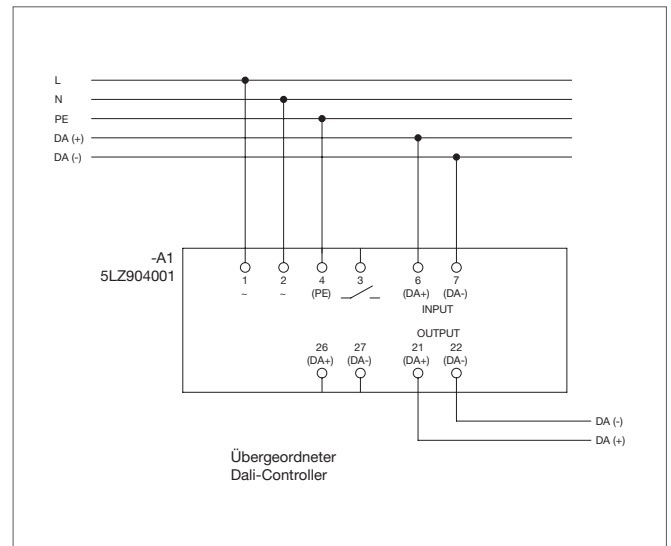 L
N
PE
DA (+)
DA (-)
-A1
5LZ904001
1 2 4 3 6 7
~ ~ (PE) (DA+) (DA-)
INPUT
OUTPUT
26 27 21 22
(DA+) (DA-) (DA+) (DA-)
DA (-)
DA (+)
Übergeordneter
Dali-Controller